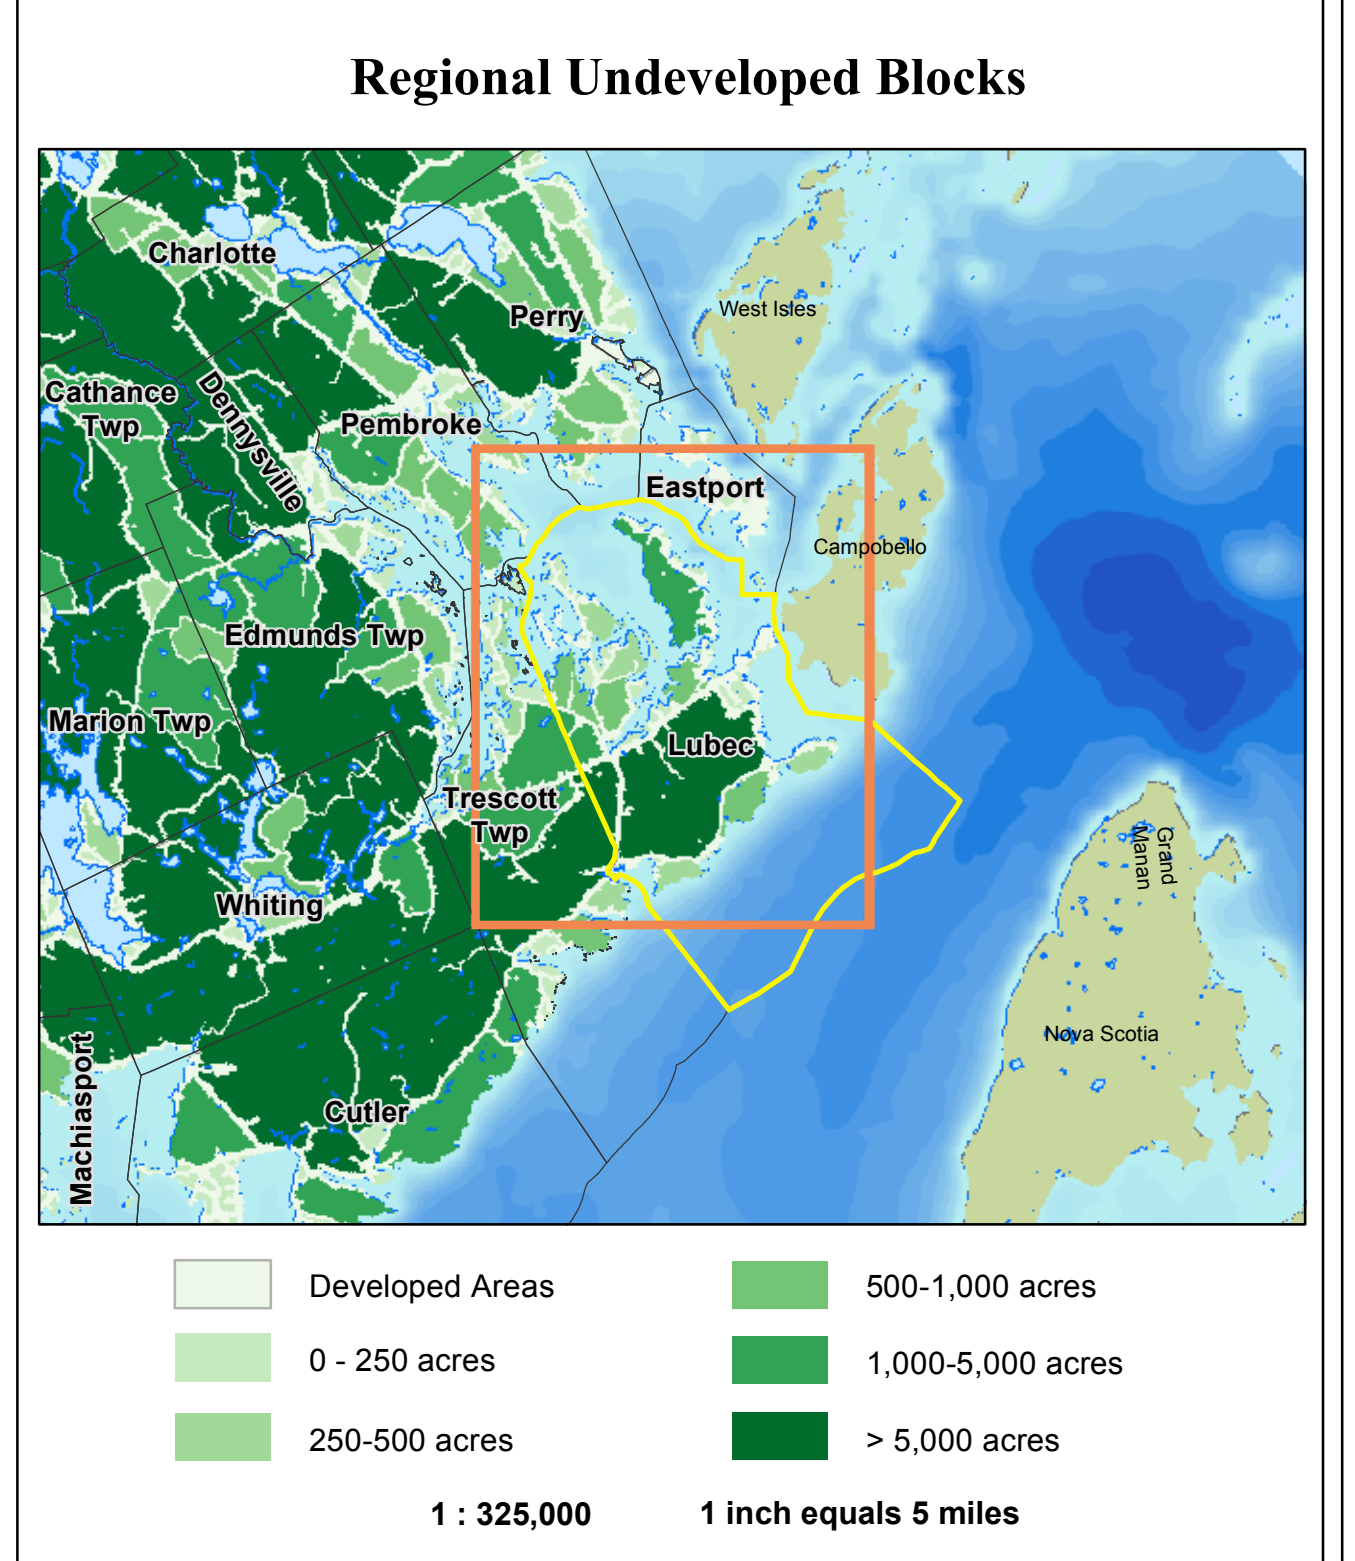 Regional Undeveloped Blocks
Charlotte
West Isles
Perry
Cathance
Twp
Dennysville
Pembroke
Eastport
Campobello
Edmunds Twp
Marion Twp
Lubec
Trescott
Twp
Grand
Manan
Whiting
Nova Scotia
Machiasport
Cutler
Developed Areas
500-1,000 acres
0 - 250 acres
1,000-5,000 acres
250-500 acres
> 5,000 acres
1 : 325,000
1 inch equals 5 miles